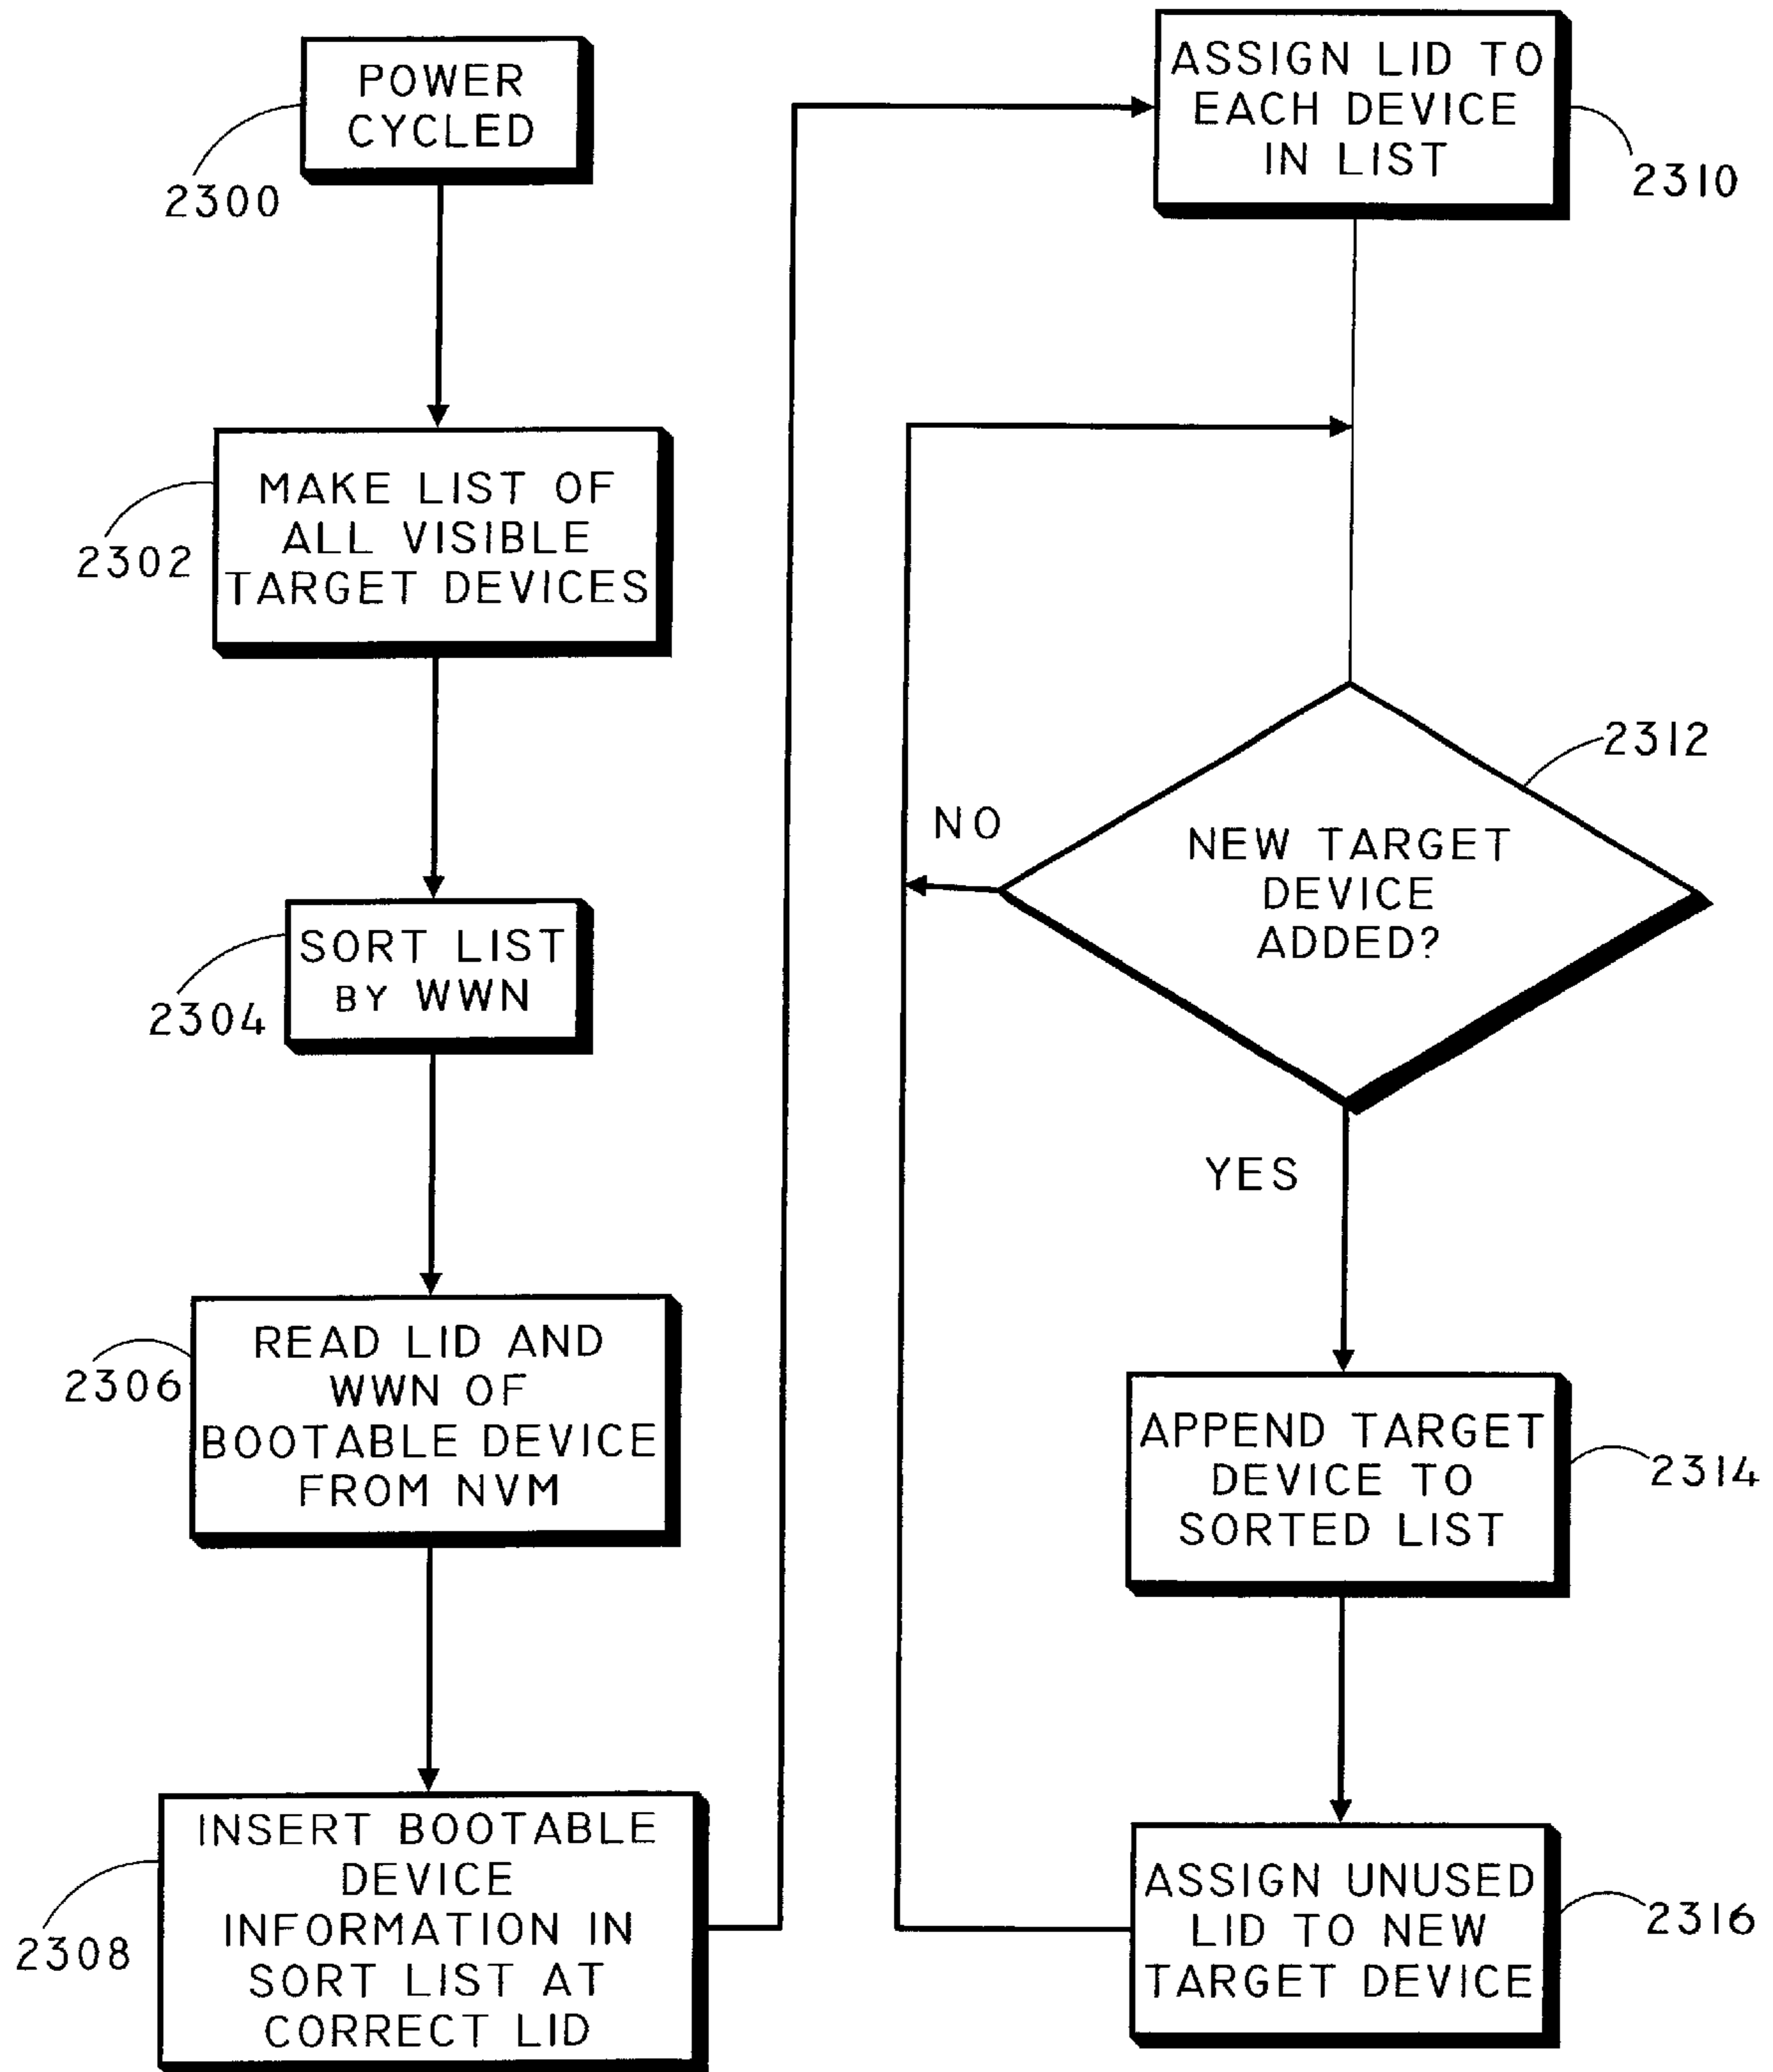 POWER
CYCLED
2300
MAKE LIST OF
ALL VISIBLE
TARGET DEVICES
2302
SORT LIST
BY WWN
2304
READ LID AND
WWN OF
BOOTABLE DEVICE
FROM NVM
2306
INSERT BOOTABLE
DEVICE
INFORMATION IN
SORT LIST AT
CORRECT LID
2308
ASSIGN LID TO
EACH DEVICE
IN LIST
2310
NEW TARGET
DEVICE
ADDED?
2312
NO
YES
APPEND TARGET
DEVICE TO
SORTED LIST
2314
ASSIGN UNUSED
LID TO NEW
TARGET DEVICE
2316